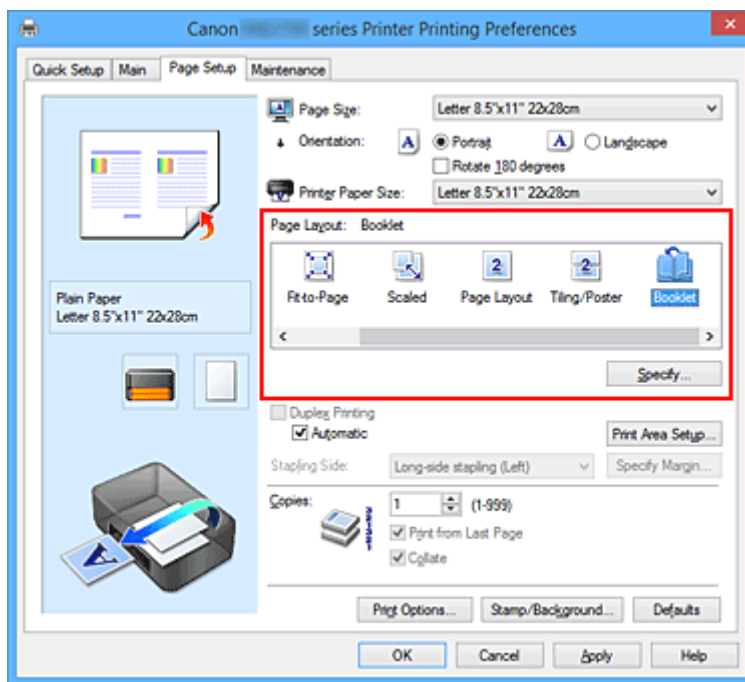 Canon series Printer Printing Preferences
Quick Setup Main Page Setup Maintenance
Page Size: Letter 8.5"x11" 22x28cm
Orientation: A Portrait A Landscape
Rotate 180 degrees
Printer Paper Size: Letter 8.5"x11" 22x28cm
Page Layout: Booklet
2 2
Fit-to-Page Scaled Page Layout Tiling/Poster Booklet
Plain Paper
Letter 8.5"x11" 22x28cm
Specify...
Duplex Printing
Automatic Print Area Setup...
Stapling Side: Long-side stapling (Left) Specify Margin...
Copies: 1 (1-999)
Print from Last Page
Collate
A
Print Options... Stamp/Background... Defaults
OK Cancel Apply Help